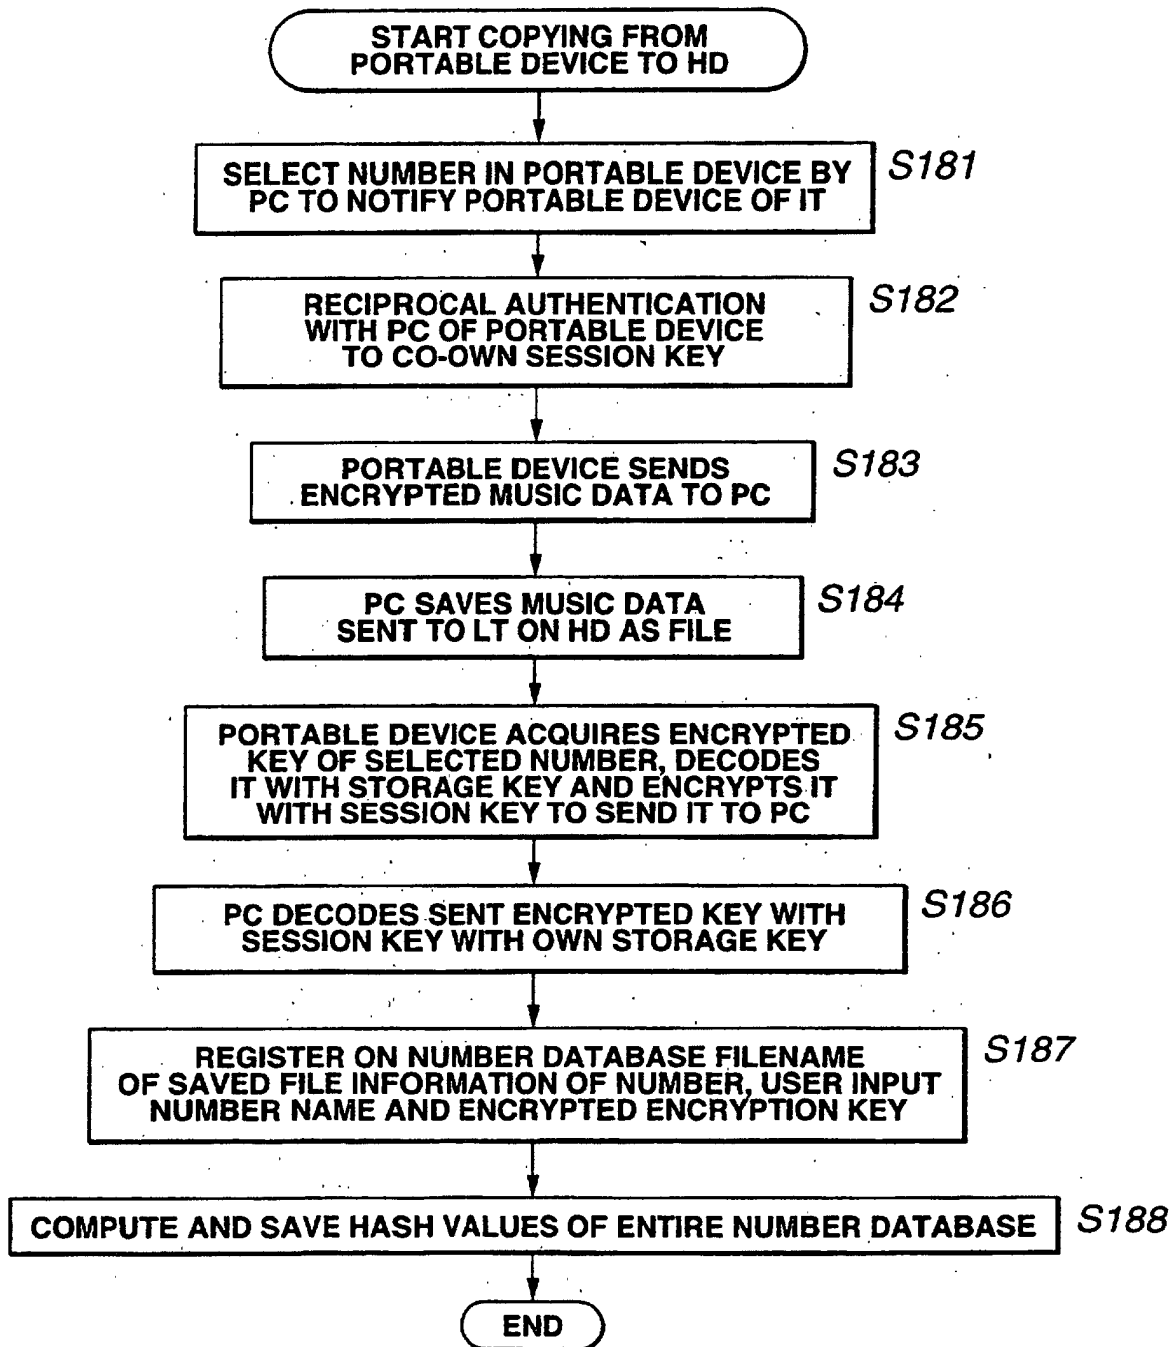 START COPYING FROM
PORTABLE DEVICE TO HD
SELECT NUMBER IN PORTABLE DEVICE BY
PC TO NOTIFY PORTABLE DEVICE OF IT
S181
RECIPROCAL AUTHENTICATION
WITH PC OF PORTABLE DEVICE
TO CO-OWN SESSION KEY
S182
PORTABLE DEVICE SENDS
ENCRYPTED MUSIC DATA TO PC
S183
PC SAVES MUSIC DATA
SENT TO LT ON HD AS FILE
S184
PORTABLE DEVICE ACQUIRES ENCRYPTED
KEY OF SELECTED NUMBER, DECODES
IT WITH STORAGE KEY AND ENCRYPTS IT
WITH SESSION KEY TO SEND IT TO PC
S185
PC DECODES SENT ENCRYPTED KEY WITH
SESSION KEY WITH OWN STORAGE KEY
S186
REGISTER ON NUMBER DATABASE FILENAME
OF SAVED FILE INFORMATION OF NUMBER, USER INPUT
NUMBER NAME AND ENCRYPTED ENCRYPTION KEY
S187
COMPUTE AND SAVE HASH VALUES OF ENTIRE NUMBER DATABASE
S188
END